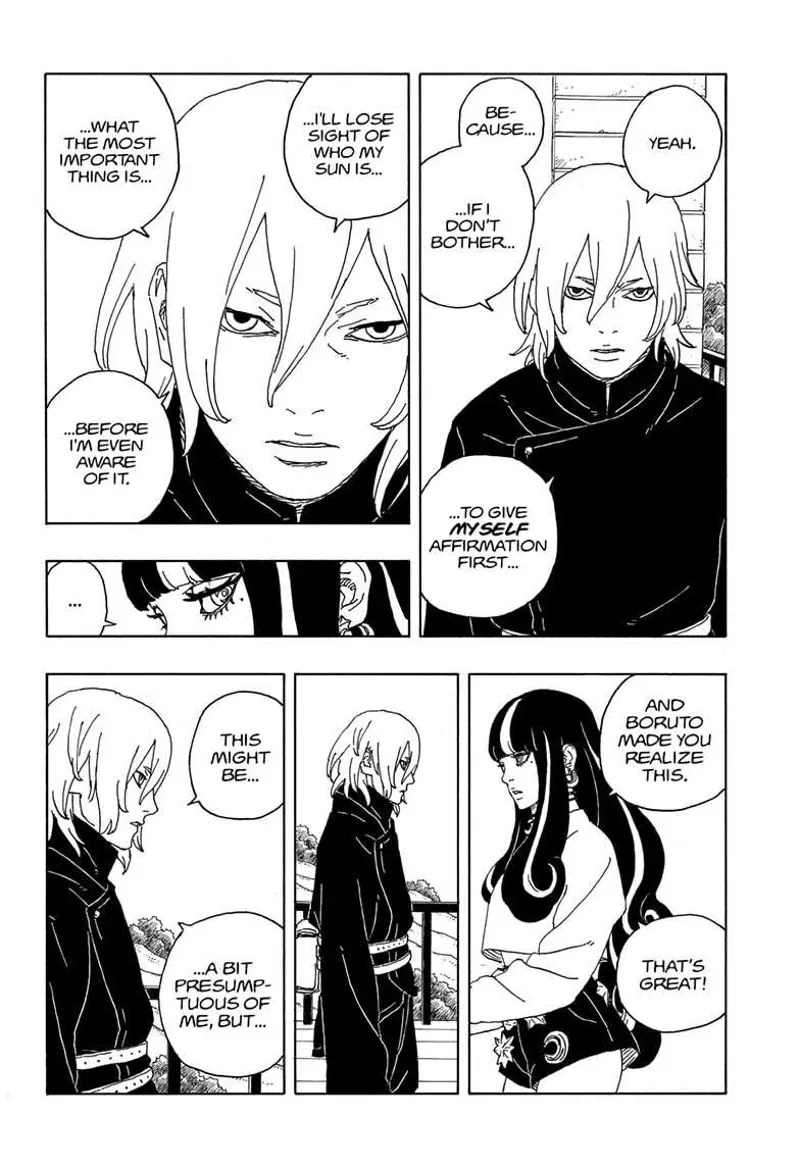 YEAH.
BE-
CAUSE...
...IF I
DON'T
BOTHER...
...TO GIVE
MYSELF
AFFIRMATION
FIRST...
...I'LL LOSE
SIGHT OF
WHO MY
SUN IS...
...WHAT
THE MOST
IMPORTANT
THING IS...
...BEFORE
I'M EVEN
AWARE
OF IT.
...
AND
BORUTO
MADE YOU
REALIZE
THIS.
THAT'S
GREAT!
THIS
MIGHT
BE...
...A BIT
PRESUMP-
TUOUS OF
ME, BUT...